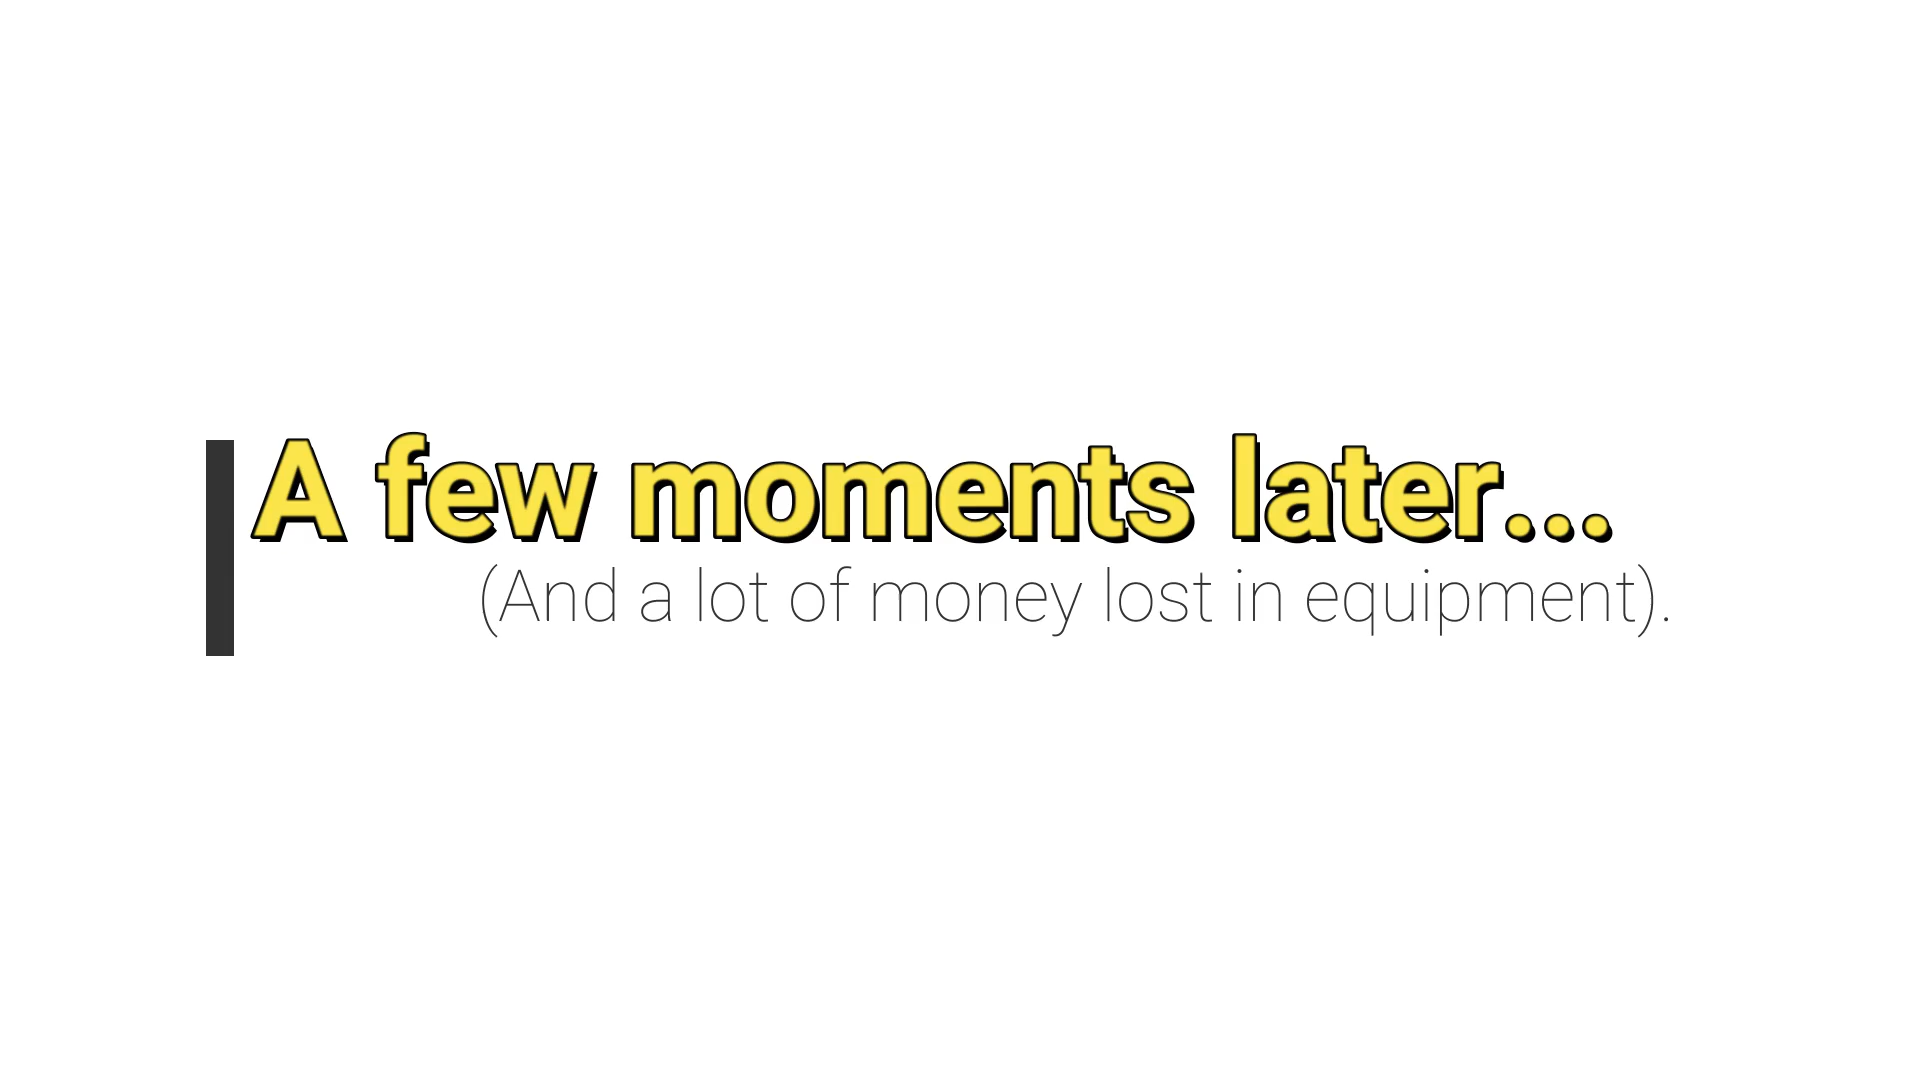 A few moments later...
(And a lot of money lost in equipment).